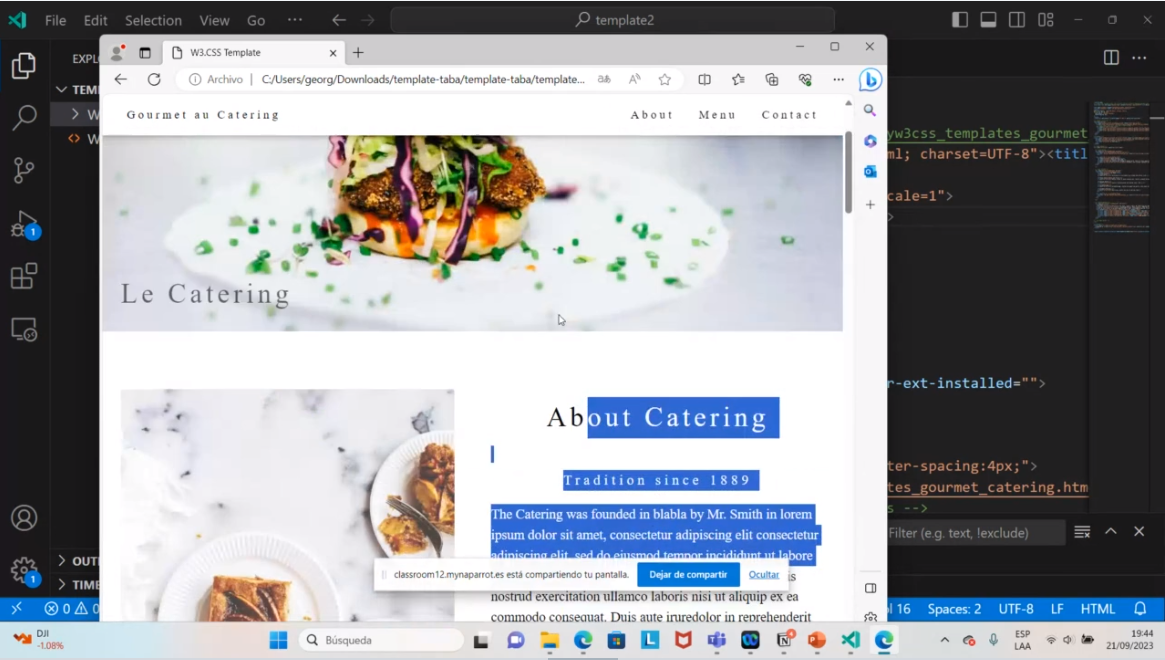 File Edit Selection View Go ··· template2
W3.CSS Template
EXPL
TEM
W
W
Archivo C:/Users/georg/Downloads/template-taba/template-taba/template...
Gourmet au Catering About Menu Contact
Le Catering
yw3css_templates_gourmet
ml; charset=UTF-8"><titl
cale=1">
>
r-ext-installed="">
ter-spacing:4px;">
tes_gourmet_catering.htm
s -->
About Catering
Tradition since 1889
The Catering was founded in blabla by Mr. Smith in lorem
ipsum dolor sit amet, consectetur adipiscing elit consectetur
adipiscing elit, sed do eiusmod tempor incididunt ut labore
is
nostrud exercitation ullamco laboris nisi ut aliquip ex ea
commodo consequat. Duis aute iruredolor in reprehenderit
classroom12.mynaparrot.es está compartiendo tu pantalla. Dejar de compartir Ocultar
Filter (e.g. text, !exclude)
1
1
OUT
TIME
0 0 ol 16 Spaces: 2 UTF-8 LF HTML
DJI
-1.08%
Búsqueda
ESP
LAA
19:44
21/09/2023